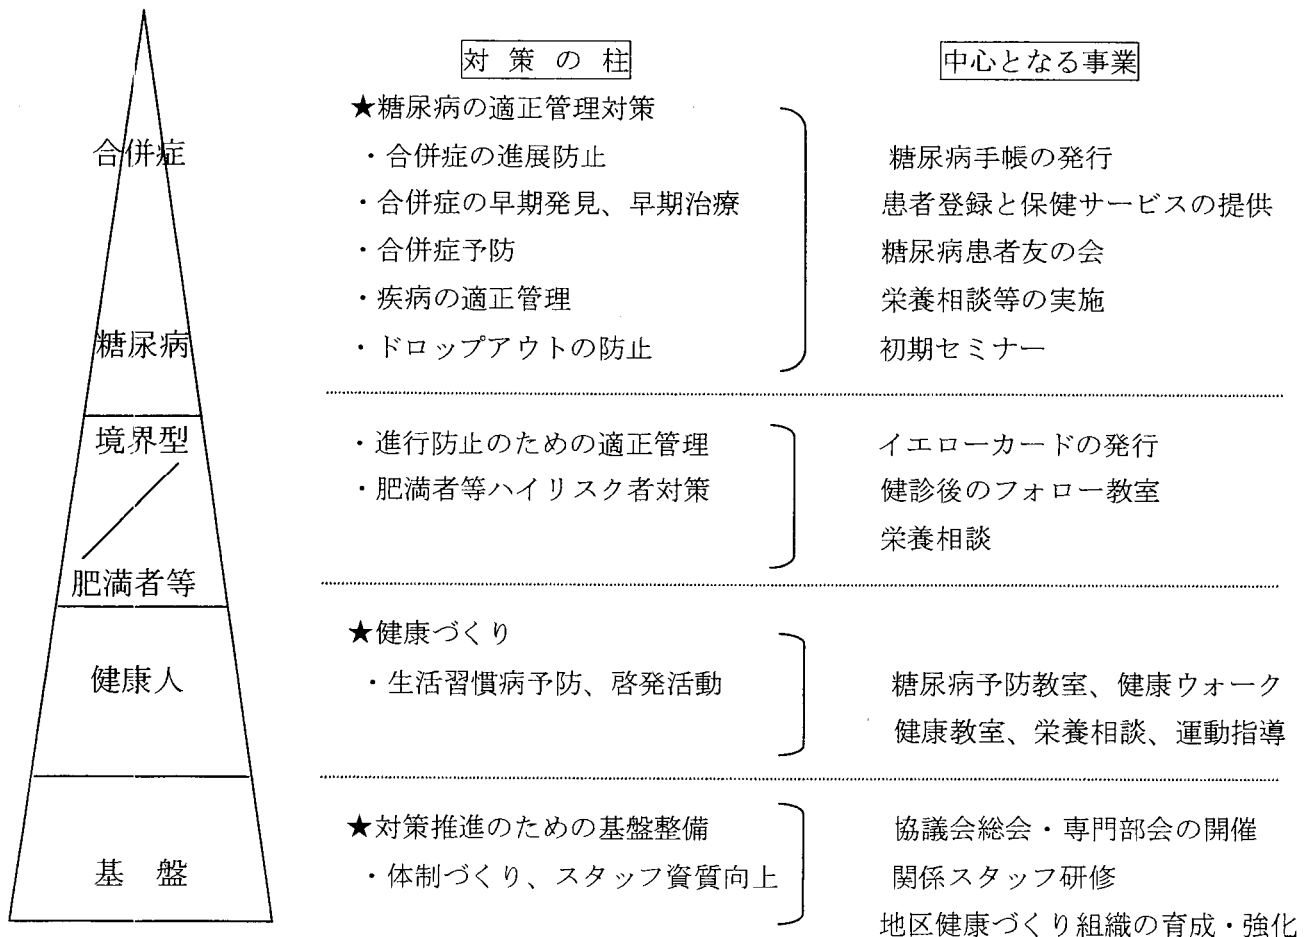 対策の柱
中心となる事業
合併症
★糖尿病の適正管理対策
・合併症の進展防止
糖尿病手帳の発行
・合併症の早期発見、早期治療
患者登録と保健サービスの提供
・合併症予防
糖尿病患者友の会
・疾病の適正管理
栄養相談等の実施
糖尿病
・ドロップアウトの防止
初期セミナー
境界型
／
肥満者等
・進行防止のための適正管理
イエローカードの発行
・肥満者等ハイリスク者対策
健診後のフォロー教室
栄養相談
健康人
★健康づくり
・生活習慣病予防、啓発活動
糖尿病予防教室、健康ウォーク
健康教室、栄養相談、運動指導
基盤
★対策推進のための基盤整備
協議会総会・専門部会の開催
・体制づくり、スタッフ資質向上
関係スタッフ研修
地区健康づくり組織の育成・強化